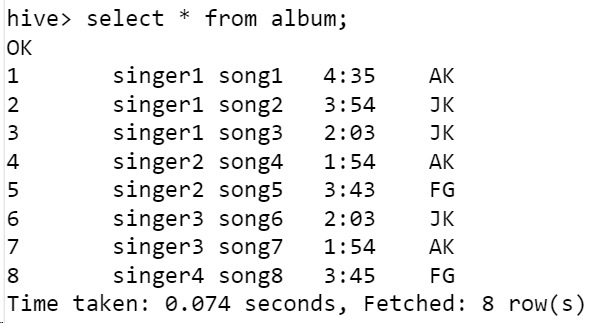 hive> select * from album;
OK
1 singer1 song1 4:35 AK
2 singer1 song2 3:54 JK
3 singer1 song3 2:03 JK
4 singer2 song4 1:54 AK
5 singer2 song5 3:43 FG
6 singer3 song6 2:03 JK
7 singer3 song7 1:54 AK
8 singer4 song8 3:45 FG
Time taken: 0.074 seconds, Fetched: 8 row(s)